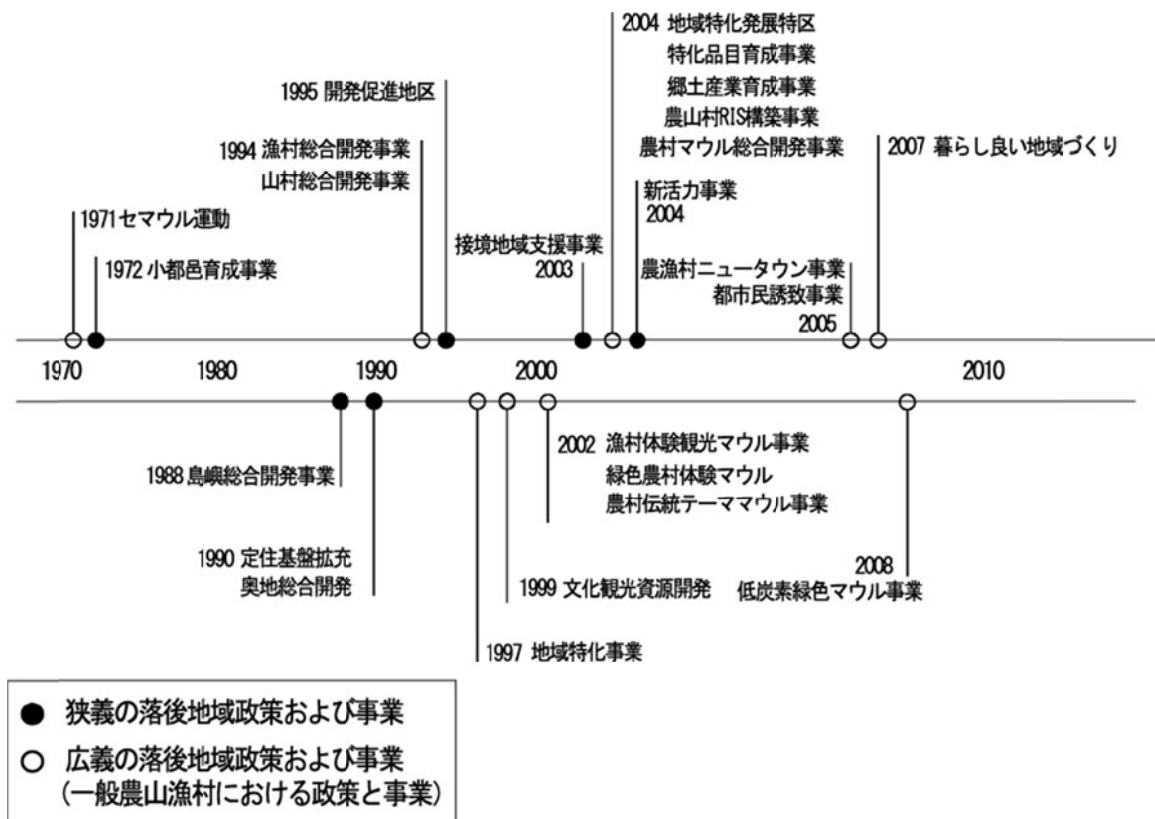 2004 地域特化発展特区
特化品目育成事業
郷土産業育成事業
農山村RIS構築事業
農村マウル総合開発事業
1995 開発促進地区
1994 漁村総合開発事業
山村総合開発事業
2007 暮らし良い地域づくり
新活力事業
2004
1971セマウル運動
1972 小都邑育成事業
接境地域支援事業
2003
農漁村ニュータウン事業
都市民誘致事業
2005
1970 1980 1990 2000 2010
1988 島嶼総合開発事業
2002 漁村体験観光マウル事業
緑色農村体験マウル
農村伝統テーママウル事業
1990 定住基盤拡充
奥地総合開発
1999 文化観光資源開発
2008
低炭素緑色マウル事業
1997 地域特化事業
● 狭義の落後地域政策および事業
○ 広義の落後地域政策および事業
(一般農山漁村における政策と事業)